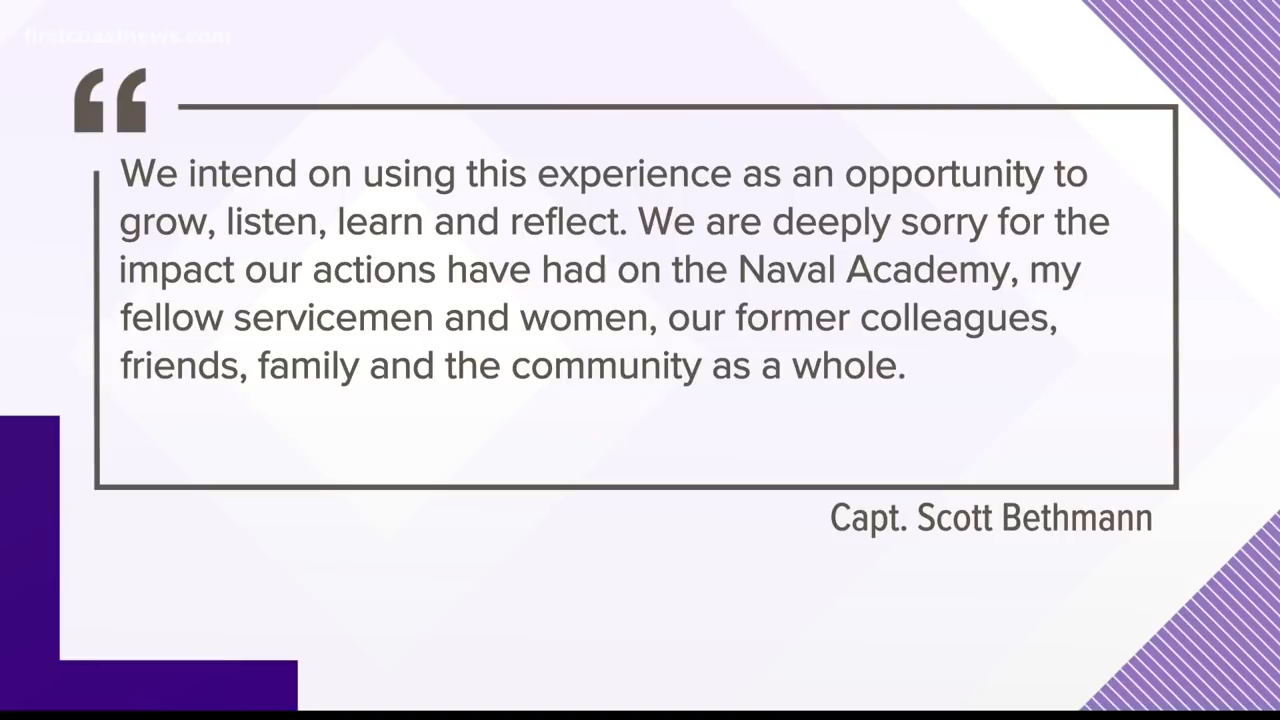 firstcoastnews.com
“
We intend on using this experience as an opportunity to
grow, listen, learn and reflect. We are deeply sorry for the
impact our actions have had on the Naval Academy, my
fellow servicemen and women, our former colleagues,
friends, family and the community as a whole.
Capt. Scott Bethmann